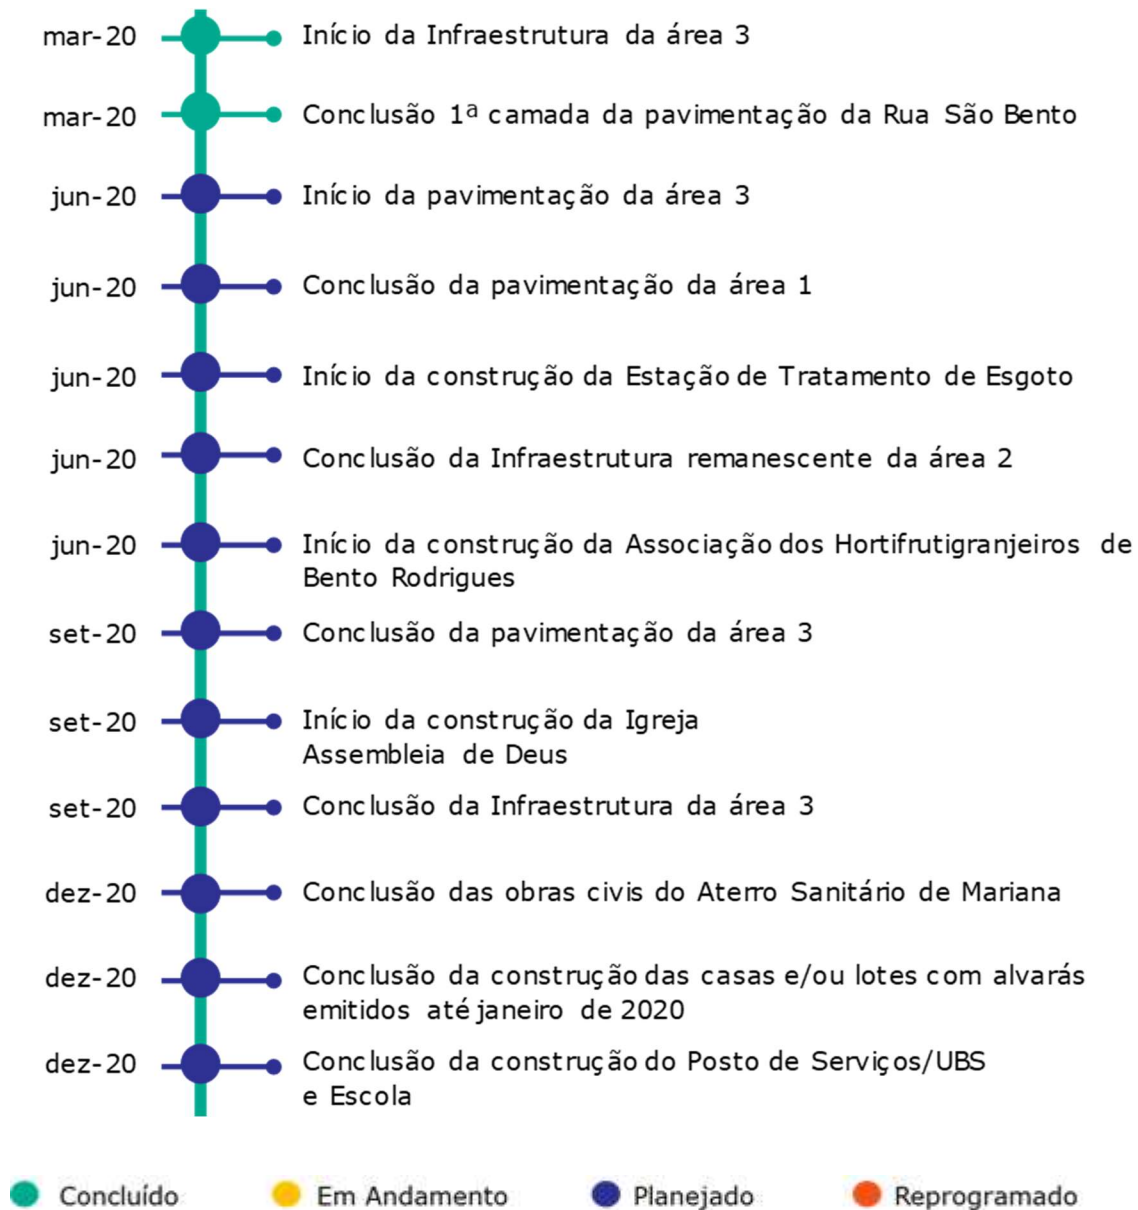 mar-20 Início da Infraestrutura da área 3
mar-20 Conclusão 1ª camada da pavimentação da Rua São Bento
jun-20 Início da pavimentação da área 3
jun-20 Conclusão da pavimentação da área 1
jun-20 Início da construção da Estação de Tratamento de Esgoto
jun-20 Conclusão da Infraestrutura remanescente da área 2
jun-20 Início da construção da Associação dos Hortifrutigranjeiros de
Bento Rodrigues
set-20 Conclusão da pavimentação da área 3
set-20 Início da construção da Igreja
Assembleia de Deus
set-20 Conclusão da Infraestrutura da área 3
dez-20 Conclusão das obras civis do Aterro Sanitário de Mariana
dez-20 Conclusão da construção das casas e/ou lotes com alvarás
emitidos até janeiro de 2020
dez-20 Conclusão da construção do Posto de Serviços/UBS
e Escola
Concluído Em Andamento Planejado Reprogramado